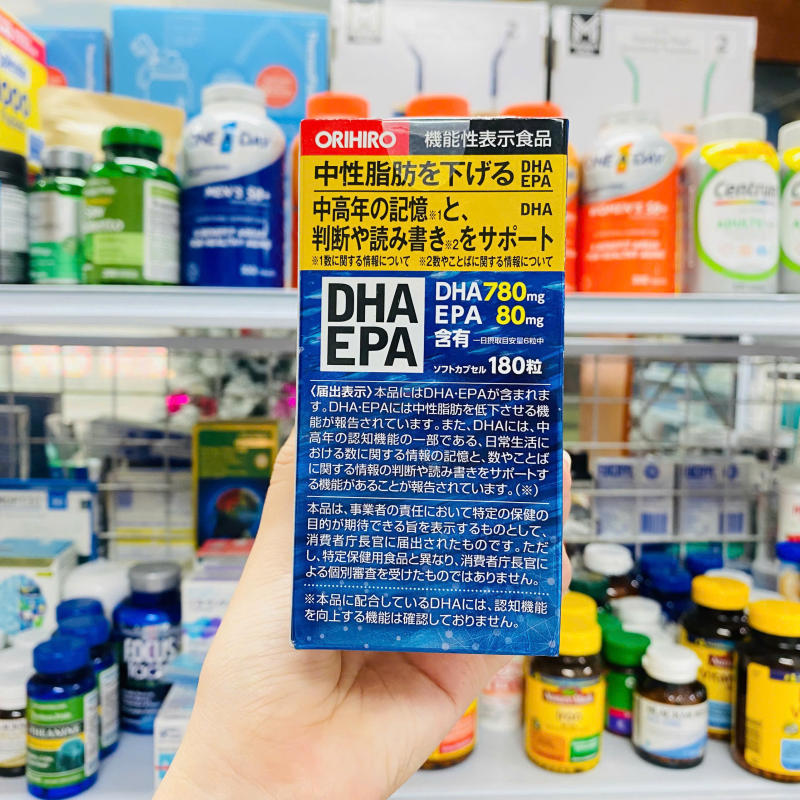 ORIHIRO 機能性表示食品
中性脂肪を下げる DHA EPA
中高年の記憶※1と、 DHA
判断や読み書き※2をサポート
※1数に関する情報について ※2数やことばに関する情報について
DHA
EPA
DHA780mg
EPA 80mg
含有 一日摂取目安量6粒中
ソフトカプセル 180粒
〈届出表示〉本品にはDHA・EPAが含まれま
す。DHA・EPAには中性脂肪を低下させる機
能が報告されています。また、DHAには、中
高年の認知機能の一部である、日常生活に
おける数に関する情報の記憶と、数やことば
に関する情報の判断や読み書きをサポートす
る機能があることが報告されています。(※)
本品は、事業者の責任において特定の保健の
目的が期待できる旨を表示するものとして、
消費者庁長官に届出されたものです。ただ
し、特定保健用食品と異なり、消費者庁長官に
よる個別審査を受けたものではありません。
※本品に配合しているDHAには、認知機能
を向上する機能は確認しておりません。
ONE A DAY
MEN'S 50+
ONE A DAY
WOMEN'S 50+
Centrum
ADULTS
FOCUS